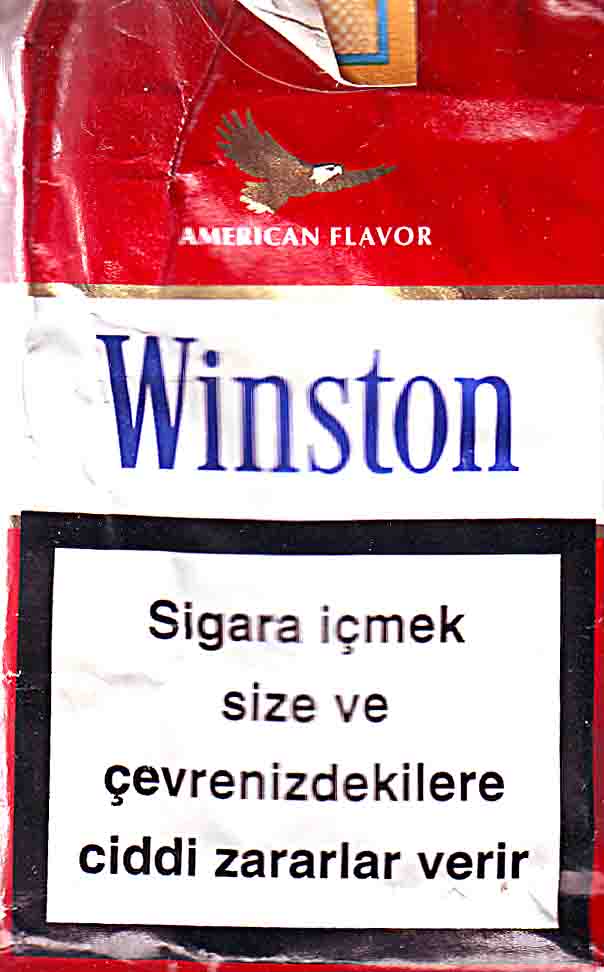 AMERICAN FLAVOR
Winston
Sigara içmek
size ve
çevrenizdekilere
ciddi zararlar verir